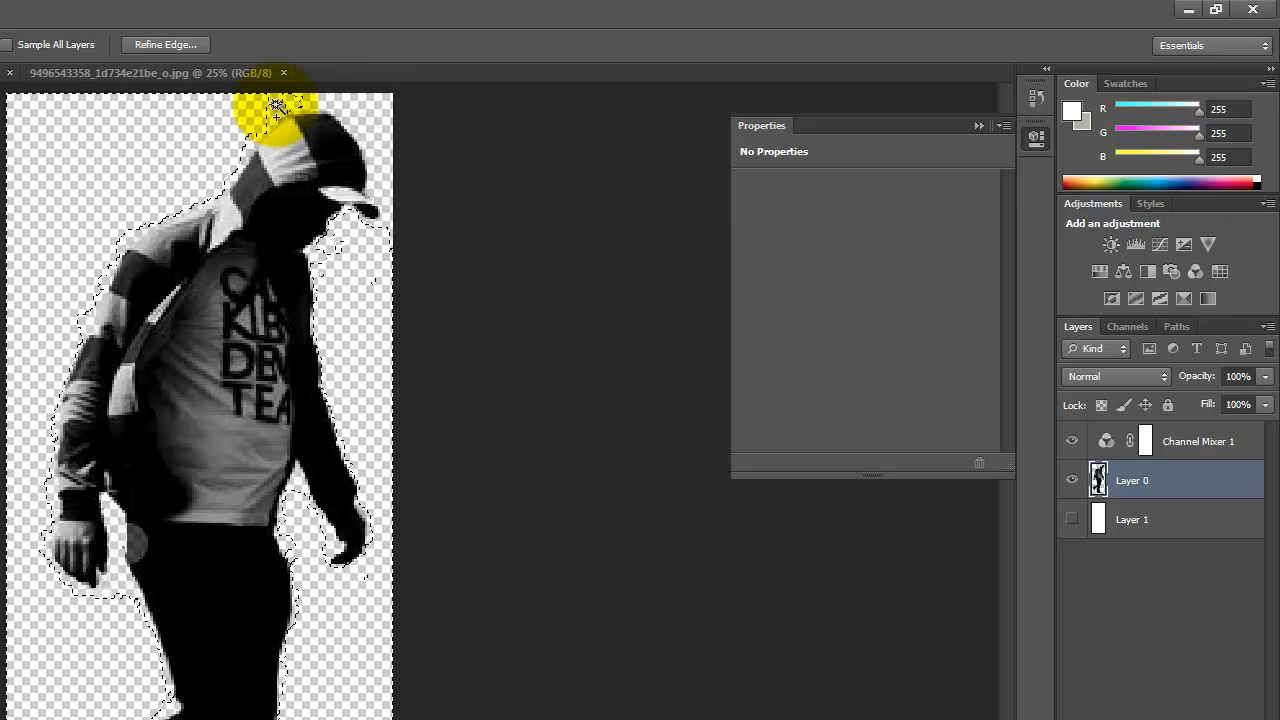 Sample All Layers
Refine Edge...
Essentials
9496543358_1d734e21be_o.jpg @ 25% (RGB/8)
Color
Swatches
R
255
G
255
B
255
Properties
No Properties
Adjustments
Styles
Add an adjustment
Layers
Channels
Paths
Kind
Normal
Opacity:
100%
Lock:
Fill:
100%
Channel Mixer 1
Layer 0
Layer 1
TEA